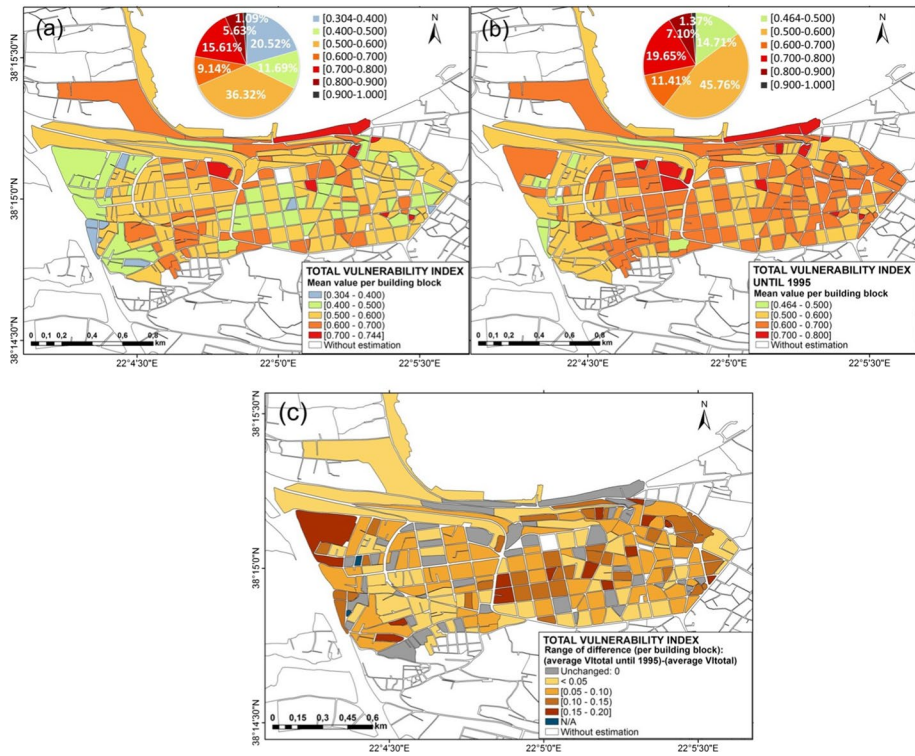 (a)
1.09%
5.63%
15.61%
20.52%
9.14%
11.69%
36.32%
[0.304-0.400)
[0.400-0.500)
[0.500-0.600)
[0.600-0.700)
[0.700-0.800)
[0.800-0.900)
[0.900-1.000]
N
38°15'30"N
38°15'0"N
38°14'30"N
TOTAL VULNERABILITY INDEX
Mean value per building block
[0.304 - 0.400)
[0.400 - 0.500)
[0.500 - 0.600)
[0.600 - 0.700)
[0.700 - 0.744]
Without estimation
0 0,1 0,2 0,4 0,6 0,8
km
22°4'30"E 22°5'0"E 22°5'30"E
(b)
1.37%
7.10%
14.71%
19.65%
11.41%
45.76%
[0.464-0.500)
[0.500-0.600)
[0.600-0.700)
[0.700-0.800)
[0.800-0.900)
[0.900-1.000]
N
38°15'30"N
38°15'0"N
38°14'30"N
TOTAL VULNERABILITY INDEX
UNTIL 1995
Mean value per building block
[0.464 - 0.500)
[0.500 - 0.600)
[0.600 - 0.700)
[0.700 - 0.800)
Without estimation
0 0,1 0,2 0,4 0,6 0,8
km
22°4'30"E 22°5'0"E 22°5'30"E
(c)
N
38°15'30"N
38°15'0"N
38°14'30"N
TOTAL VULNERABILITY INDEX
Range of difference (per building block):
(average VItotal until 1995)-(average VItotal)
Unchanged: 0
< 0.05
[0.05 - 0.10)
[0.10 - 0.15)
[0.15 - 0.20]
N/A
Without estimation
0 0,15 0,3 0,45 0,6
km
22°4'30"E 22°5'0"E 22°5'30"E